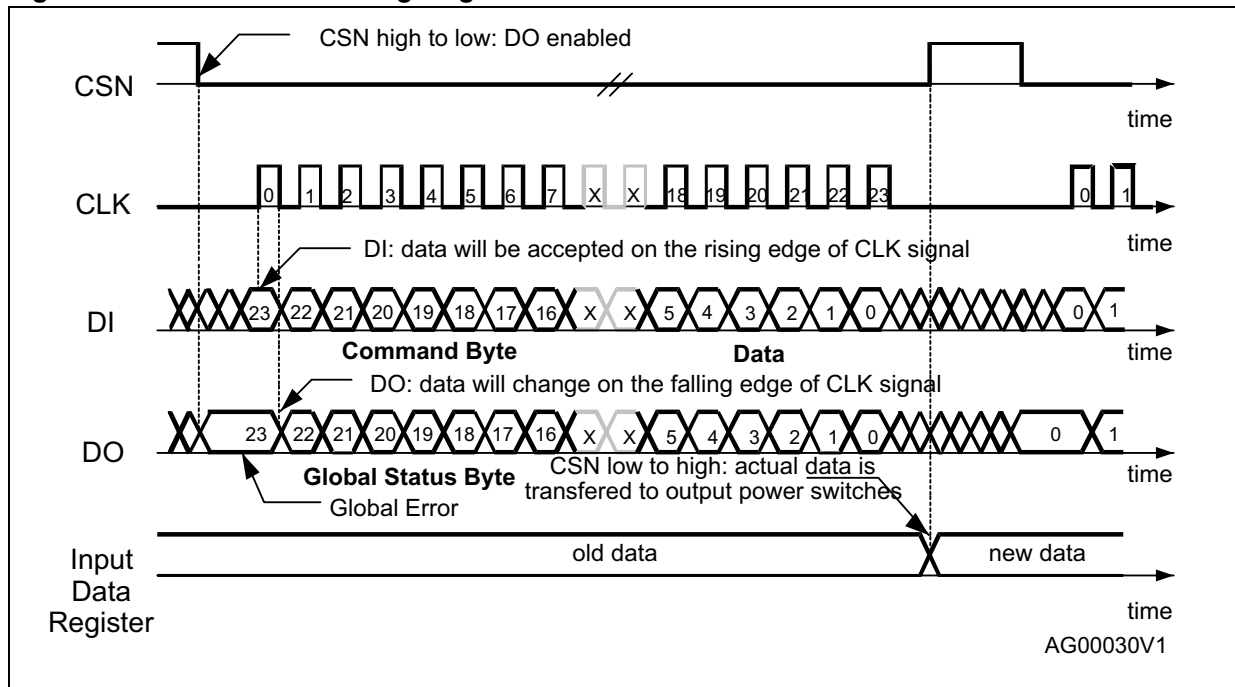 CSN high to low: DO enabled
CSN
time
0 1 2 3 4 5 6 7 X X 18 19 20 21 22 23 0 1
CLK
time
DI: data will be accepted on the rising edge of CLK signal
23 22 21 20 19 18 17 16 X X 5 4 3 2 1 0 0 1
DI
Command Byte Data
time
DO: data will change on the falling edge of CLK signal
23 22 21 20 19 18 17 16 X X 5 4 3 2 1 0 0 1
DO
Global Status Byte
CSN low to high: actual data is
transfered to output power switches
time
Global Error
Input
Data
Register
old data new data
time
AG00030V1